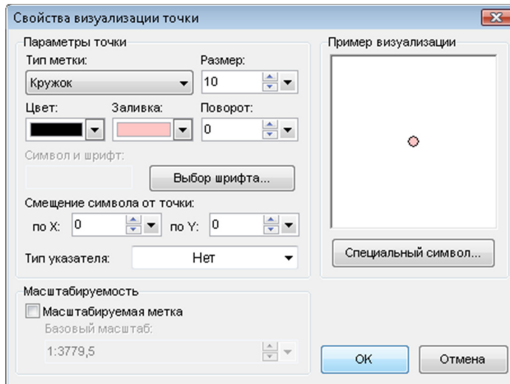 Свойства визуализации точки
Параметры точки
Тип метки: Размер:
Кружок 10
Цвет: Заливка: Поворот:
0
Символ и шрифт:
Выбор шрифта...
Смещение символа от точки:
по X: 0 по Y: 0
Тип указателя: Нет
Масштабируемость
Масштабируемая метка
Базовый масштаб:
1:3779,5
Пример визуализации
Специальный символ...
OK Отмена